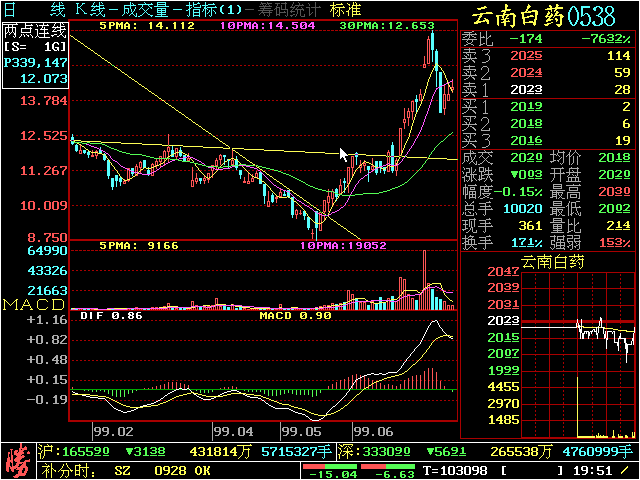 日 线 K线-成交量-指标(1)-筹码统计 标准
云南白药0538
两点连线
[S= 1G]
P339,147
12.073
5PMA: 14.112 10PMA:14.504 30PMA:12.653
13.784
12.525
11.267
10.009
8.750
委比 -174 -7632%
卖3 2025 114
卖2 2024 59
卖1 2023 28
买1 2019 2
买2 2018 6
买3 2016 19
成交 2020 均价 2018
涨跌 ▼003 开盘 2020
幅度 -0.15% 最高 2030
总手 10020 最低 2002
现手 361 量比 214
换手 171% 强弱 153%
5PMA: 9166 10PMA:19052
64990
43326
21663
MACD
DIF 0.86 MACD 0.90
+1.16
+0.82
+0.48
+0.15
-0.19
99.02 99.04 99.05 99.06
云南白药
2047
2039
2031
2023
2015
2007
1999
4455
2970
1485
胜
沪:165590 ▼3138 431814万 5715327手 深:333090 ▼5691 265538万 4760999手
补分时: SZ 0928 OK -15.04 -6.63 T=103098 [ ] 19:51